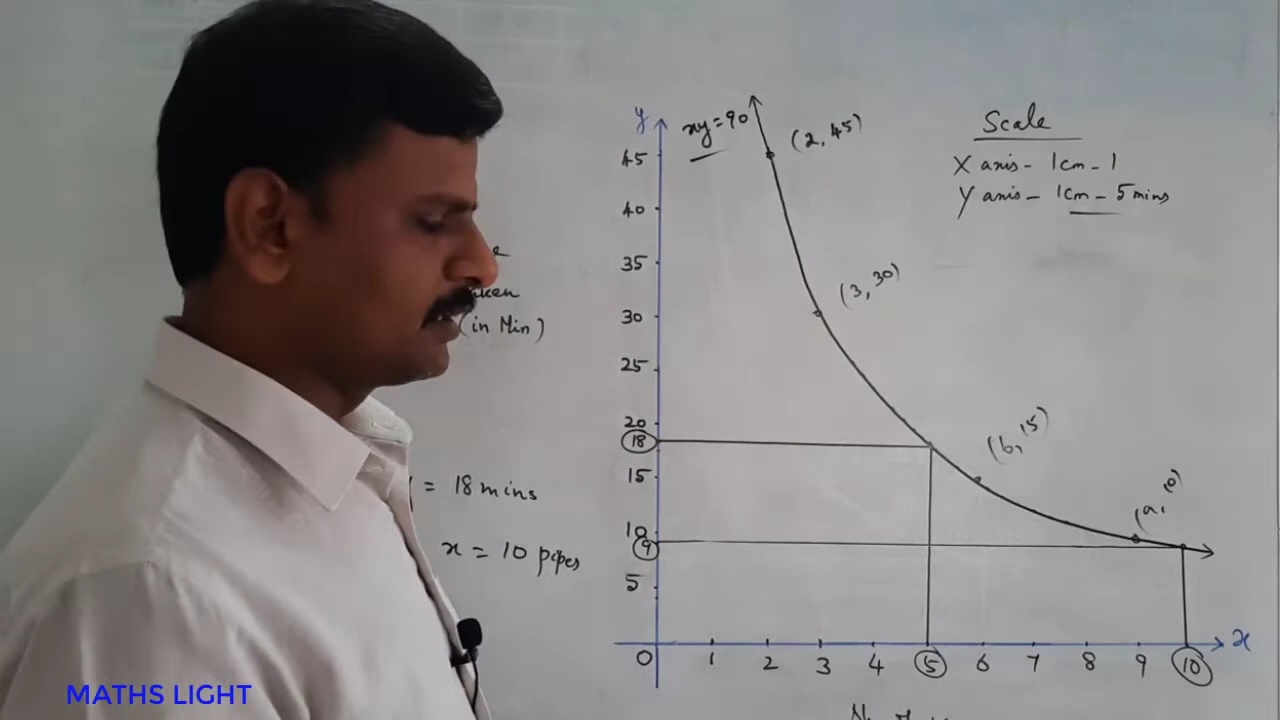 (in Min)
= 18 mins
x = 10 pipes
y
xy = 90
(2, 45)
(3, 30)
(6, 15)
(9, 10)
45
40
35
30
25
20
18
15
10
9
5
0 1 2 3 4 5 6 7 8 9 10
x
Scale
X axis - 1cm - 1
Y axis - 1cm - 5 mins
MATHS LIGHT